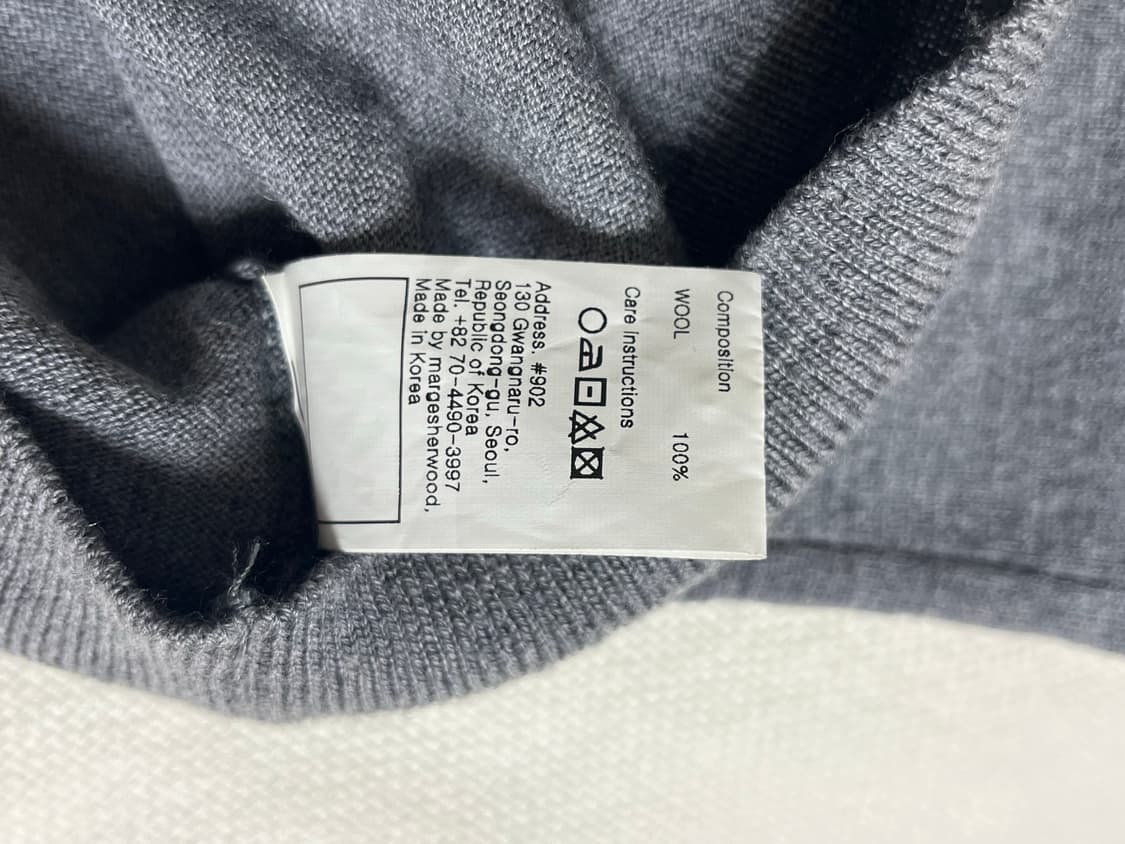 Composition
WOOL 100%
Care Instructions
Address. #902
130 Gwangnaru-ro,
Seongdong-gu, Seoul,
Republic of Korea
Tel. +82 70-4490-3997
Made by margesherwood,
Made in Korea